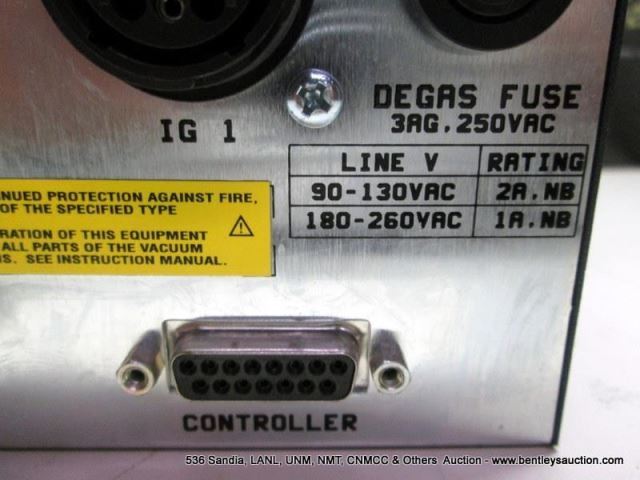 IG 1
DEGAS FUSE
3AG.250VAC
LINE V RATING
90-130VAC 2A.NB
180-260VAC 1A.NB
NUED PROTECTION AGAINST FIRE,
OF THE SPECIFIED TYPE
RATION OF THIS EQUIPMENT
ALL PARTS OF THE VACUUM
S. SEE INSTRUCTION MANUAL.
CONTROLLER
536 Sandia, LANL, UNM, NMT, CNMCC & Others Auction - www.bentleysauction.com